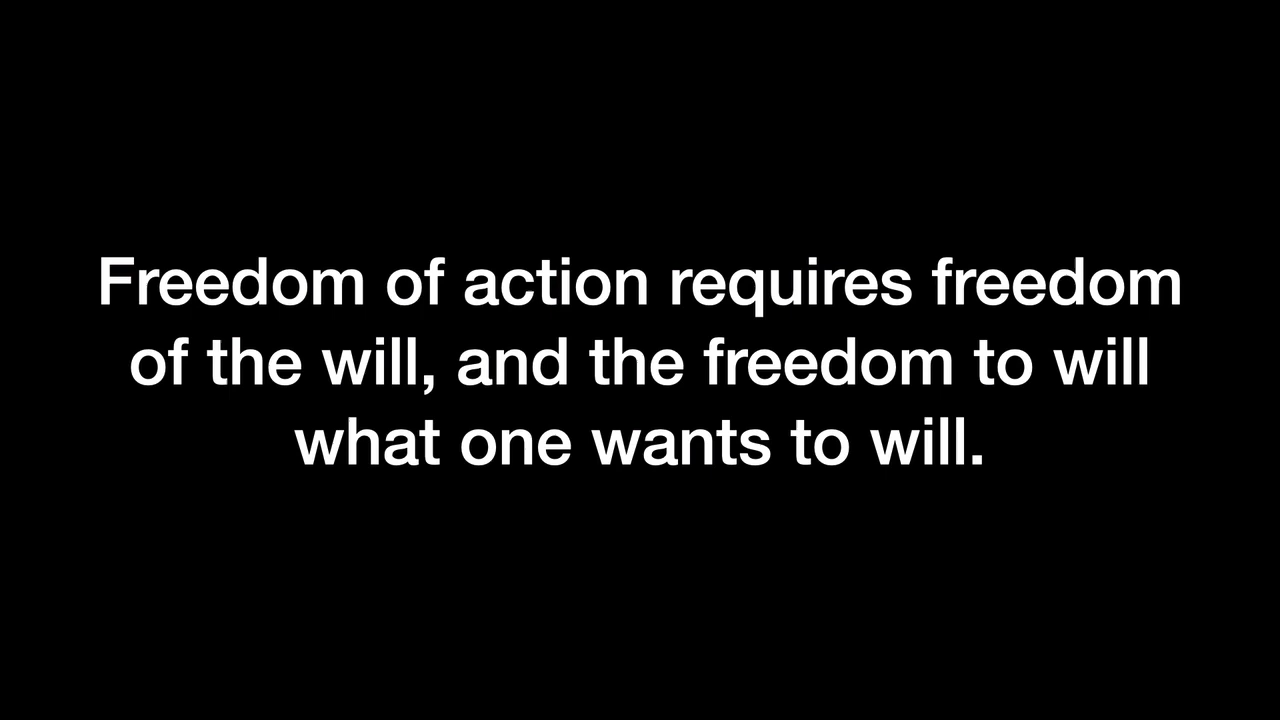 Freedom of action requires freedom
of the will, and the freedom to will
what one wants to will.